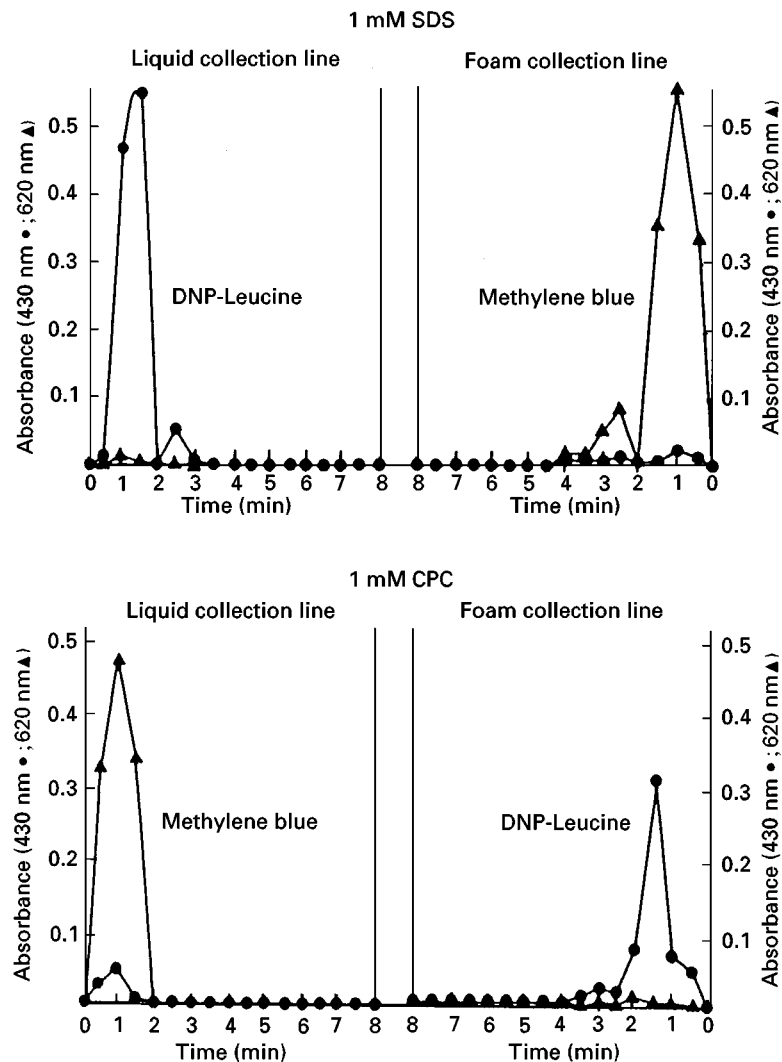 1 mM SDS
Liquid collection line
Foam collection line
Absorbance (430 nm ●; 620 nm ▲)
0.5
0.4
0.3
0.2
0.1
DNP-Leucine
Methylene blue
0.5
0.4
0.3
0.2
0.1
Absorbance (430 nm ●; 620 nm ▲)
0 1 2 3 4 5 6 7 8
8 7 6 5 4 3 2 1 0
Time (min)
Time (min)
1 mM CPC
Liquid collection line
Foam collection line
Absorbance (430 nm ●; 620 nm▲)
0.5
0.4
0.3
0.2
0.1
Methylene blue
DNP-Leucine
0.5
0.4
0.3
0.2
0.1
Absorbance (430 nm ●; 620 nm▲)
0 1 2 3 4 5 6 7 8
8 7 6 5 4 3 2 1 0
Time (min)
Time (min)